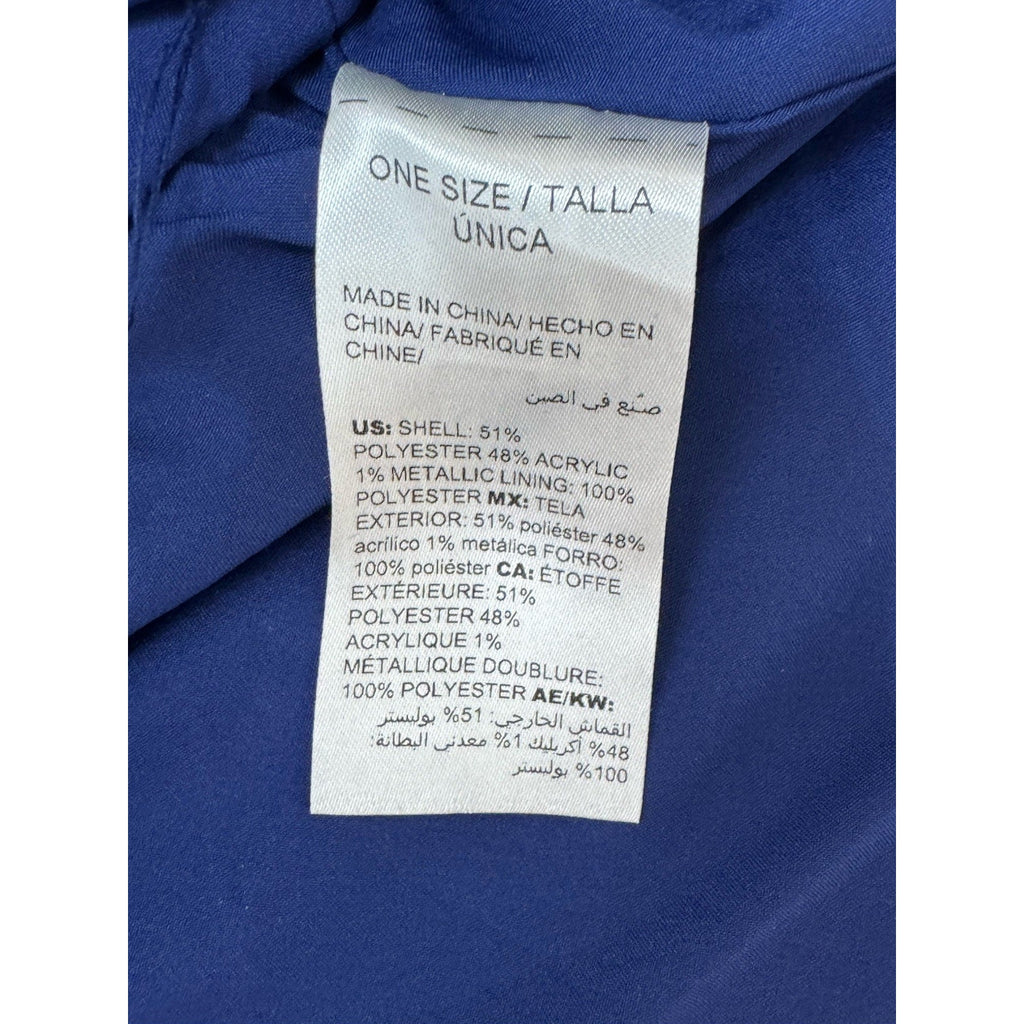 ONE SIZE / TALLA
ÚNICA
MADE IN CHINA/ HECHO EN
CHINA/ FABRIQUÉ EN
CHINE/
صنّع في الصين
US: SHELL: 51%
POLYESTER 48% ACRYLIC
1% METALLIC LINING: 100%
POLYESTER MX: TELA
EXTERIOR: 51% poliéster 48%
acrílico 1% metálica FORRO:
100% poliéster CA: ÉTOFFE
EXTÉRIEURE: 51%
POLYESTER 48%
ACRYLIQUE 1%
MÉTALLIQUE DOUBLURE:
100% POLYESTER AE/KW:
القماش الخارجي: 51% بوليستر
48% أكريليك 1% معدني البطانة:
100% بوليستر